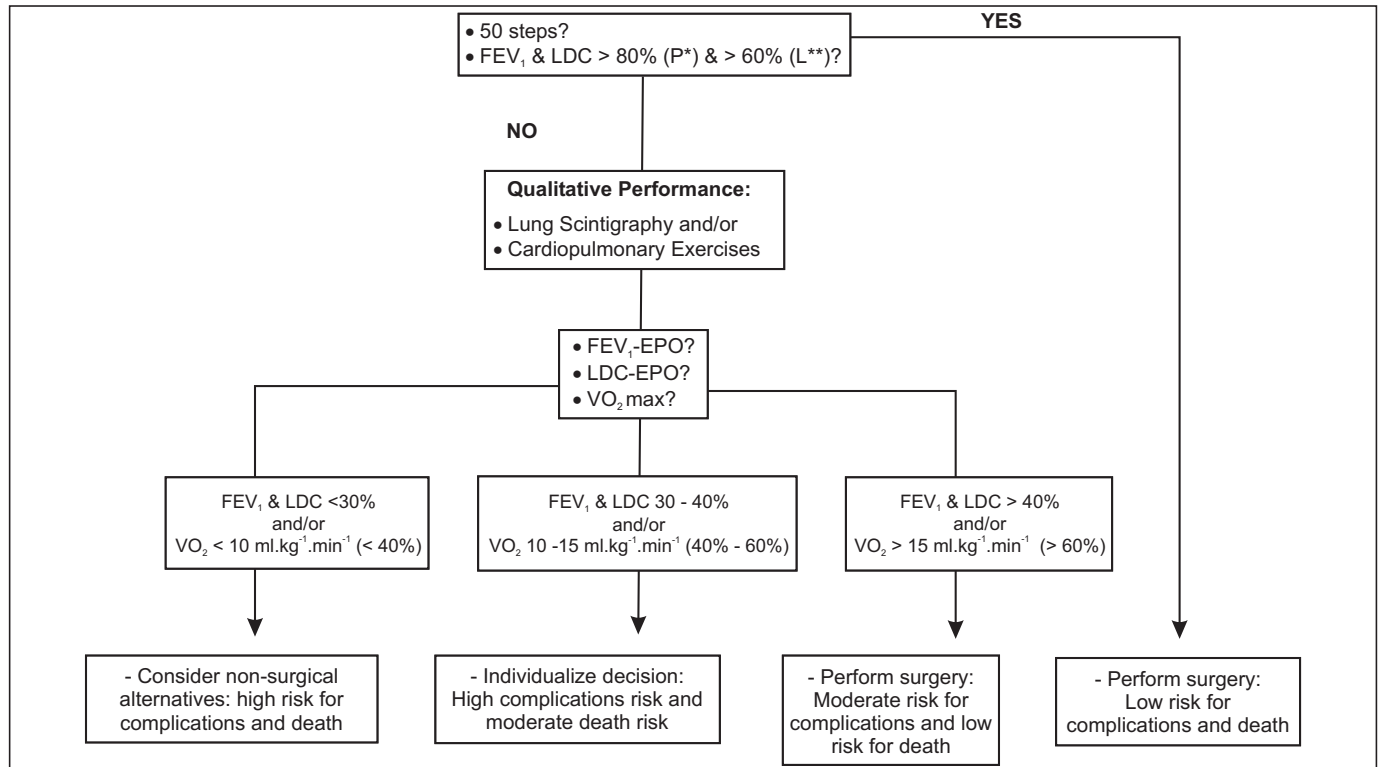 • 50 steps?
• FEV₁ & LDC > 80% (P*) & > 60% (L**)?
YES
NO
Qualitative Performance:
• Lung Scintigraphy and/or
• Cardiopulmonary Exercises
• FEV₁-EPO?
• LDC-EPO?
• VO₂ max?
FEV₁ & LDC <30%
and/or
VO₂ < 10 ml.kg⁻¹.min⁻¹ (< 40%)
FEV₁ & LDC 30 - 40%
and/or
VO₂ 10 -15 ml.kg⁻¹.min⁻¹ (40% - 60%)
FEV₁ & LDC > 40%
and/or
VO₂ > 15 ml.kg⁻¹.min⁻¹ (> 60%)
- Consider non-surgical
alternatives: high risk for
complications and death
- Individualize decision:
High complications risk and
moderate death risk
- Perform surgery:
Moderate risk for
complications and low
risk for death
- Perform surgery:
Low risk for
complications and death